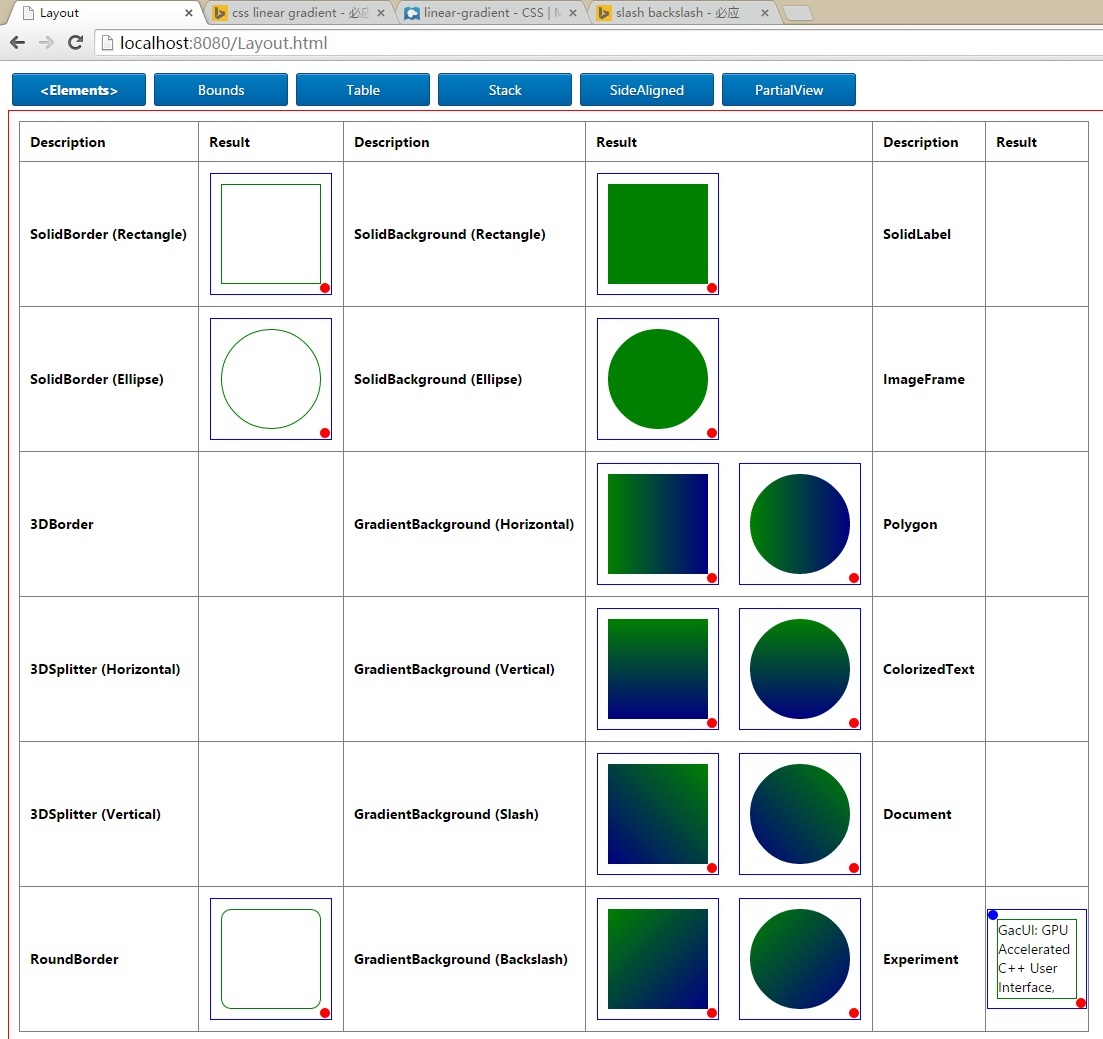 Layout
css linear gradient - 必应
linear-gradient - CSS | M
slash backslash - 必应
localhost:8080/Layout.html
<Elements>
Bounds
Table
Stack
SideAligned
PartialView
Description Result Description Result Description Result
SolidBorder (Rectangle) SolidBackground (Rectangle) SolidLabel
SolidBorder (Ellipse) SolidBackground (Ellipse) ImageFrame
3DBorder GradientBackground (Horizontal) Polygon
3DSplitter (Horizontal) GradientBackground (Vertical) ColorizedText
3DSplitter (Vertical) GradientBackground (Slash) Document
RoundBorder GradientBackground (Backslash) Experiment
GacUI: GPU
Accelerated
C++ User
Interface,